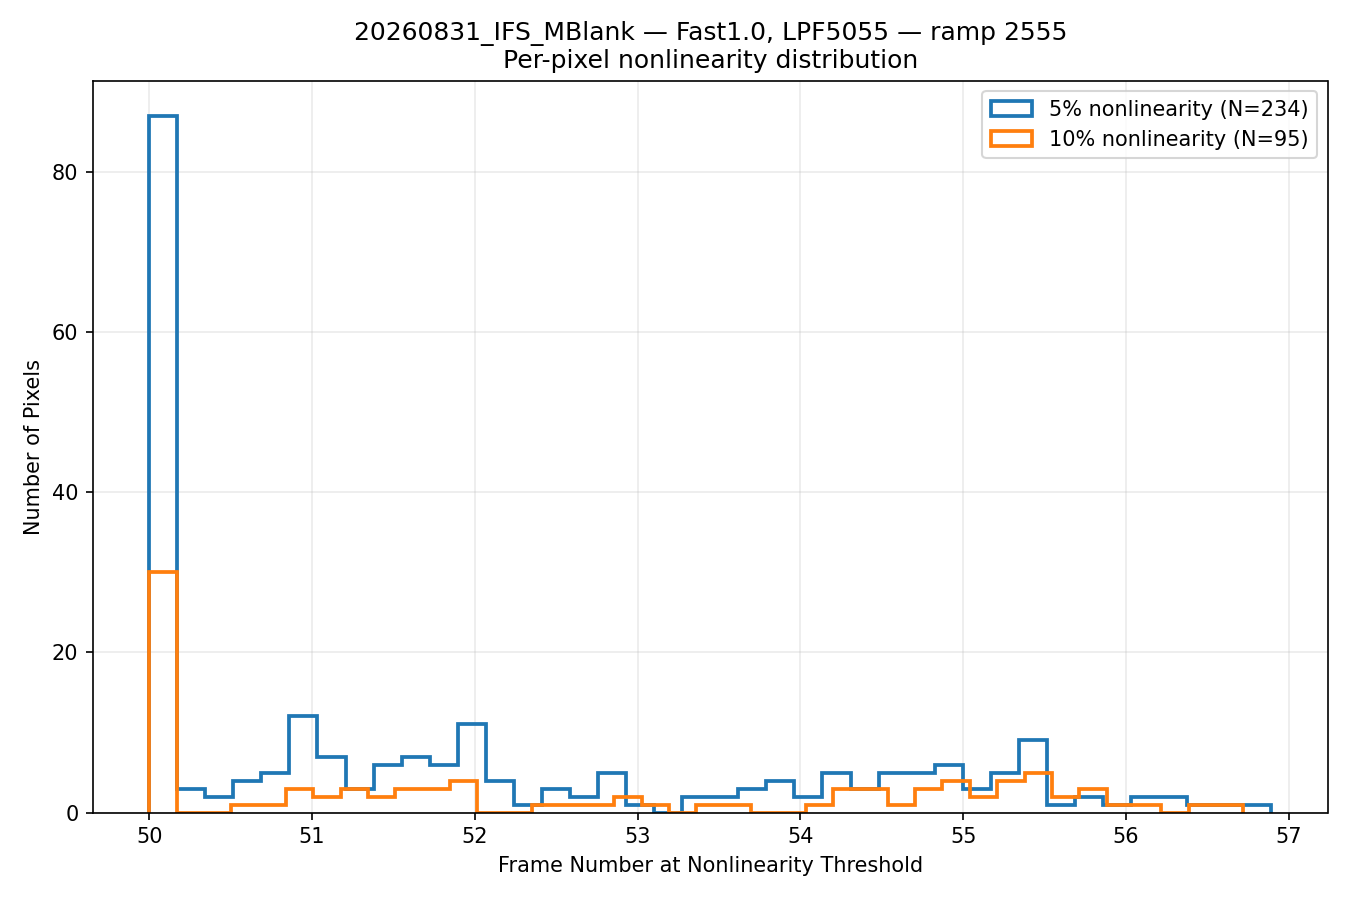 20260831_IFS_MBlank — Fast1.0, LPF5055 — ramp 2555
Per-pixel nonlinearity distribution
5% nonlinearity (N=234)
10% nonlinearity (N=95)
Number of Pixels
80
60
40
20
0
50 51 52 53 54 55 56 57
Frame Number at Nonlinearity Threshold